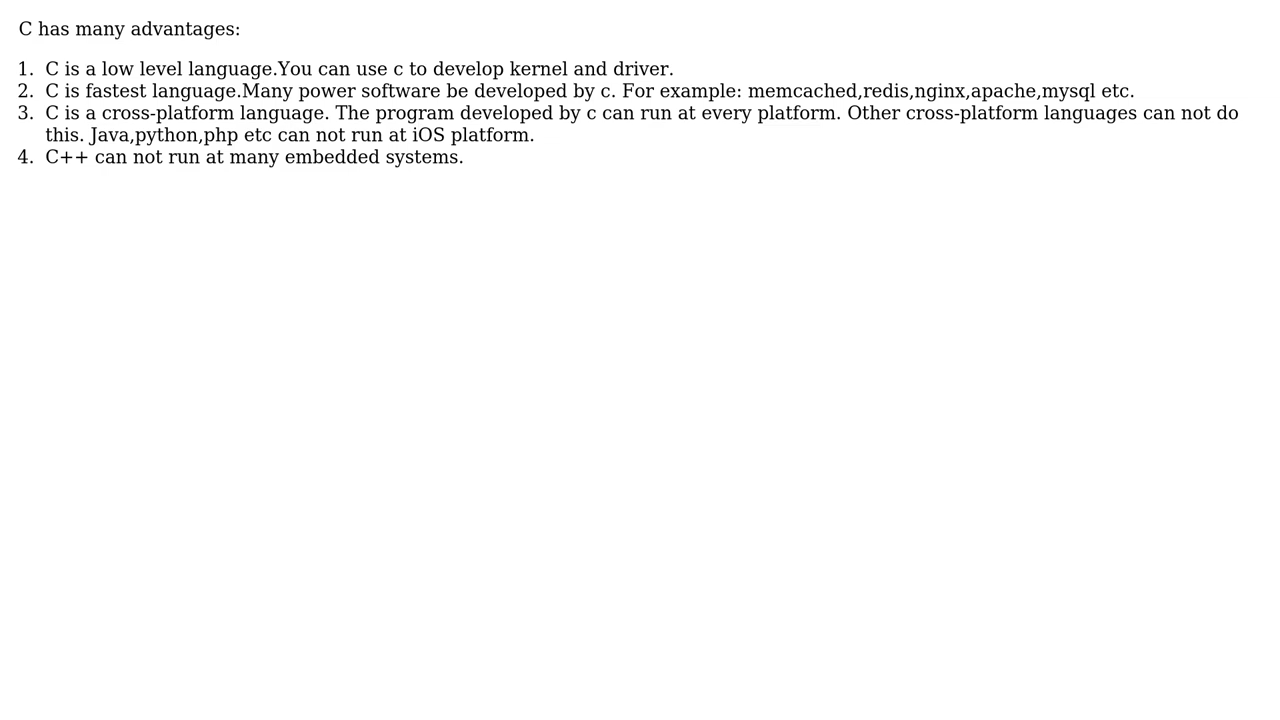 C has many advantages:
1. C is a low level language.You can use c to develop kernel and driver.
2. C is fastest language.Many power software be developed by c. For example: memcached,redis,nginx,apache,mysql etc.
3. C is a cross-platform language. The program developed by c can run at every platform. Other cross-platform languages can not do
this. Java,python,php etc can not run at iOS platform.
4. C++ can not run at many embedded systems.